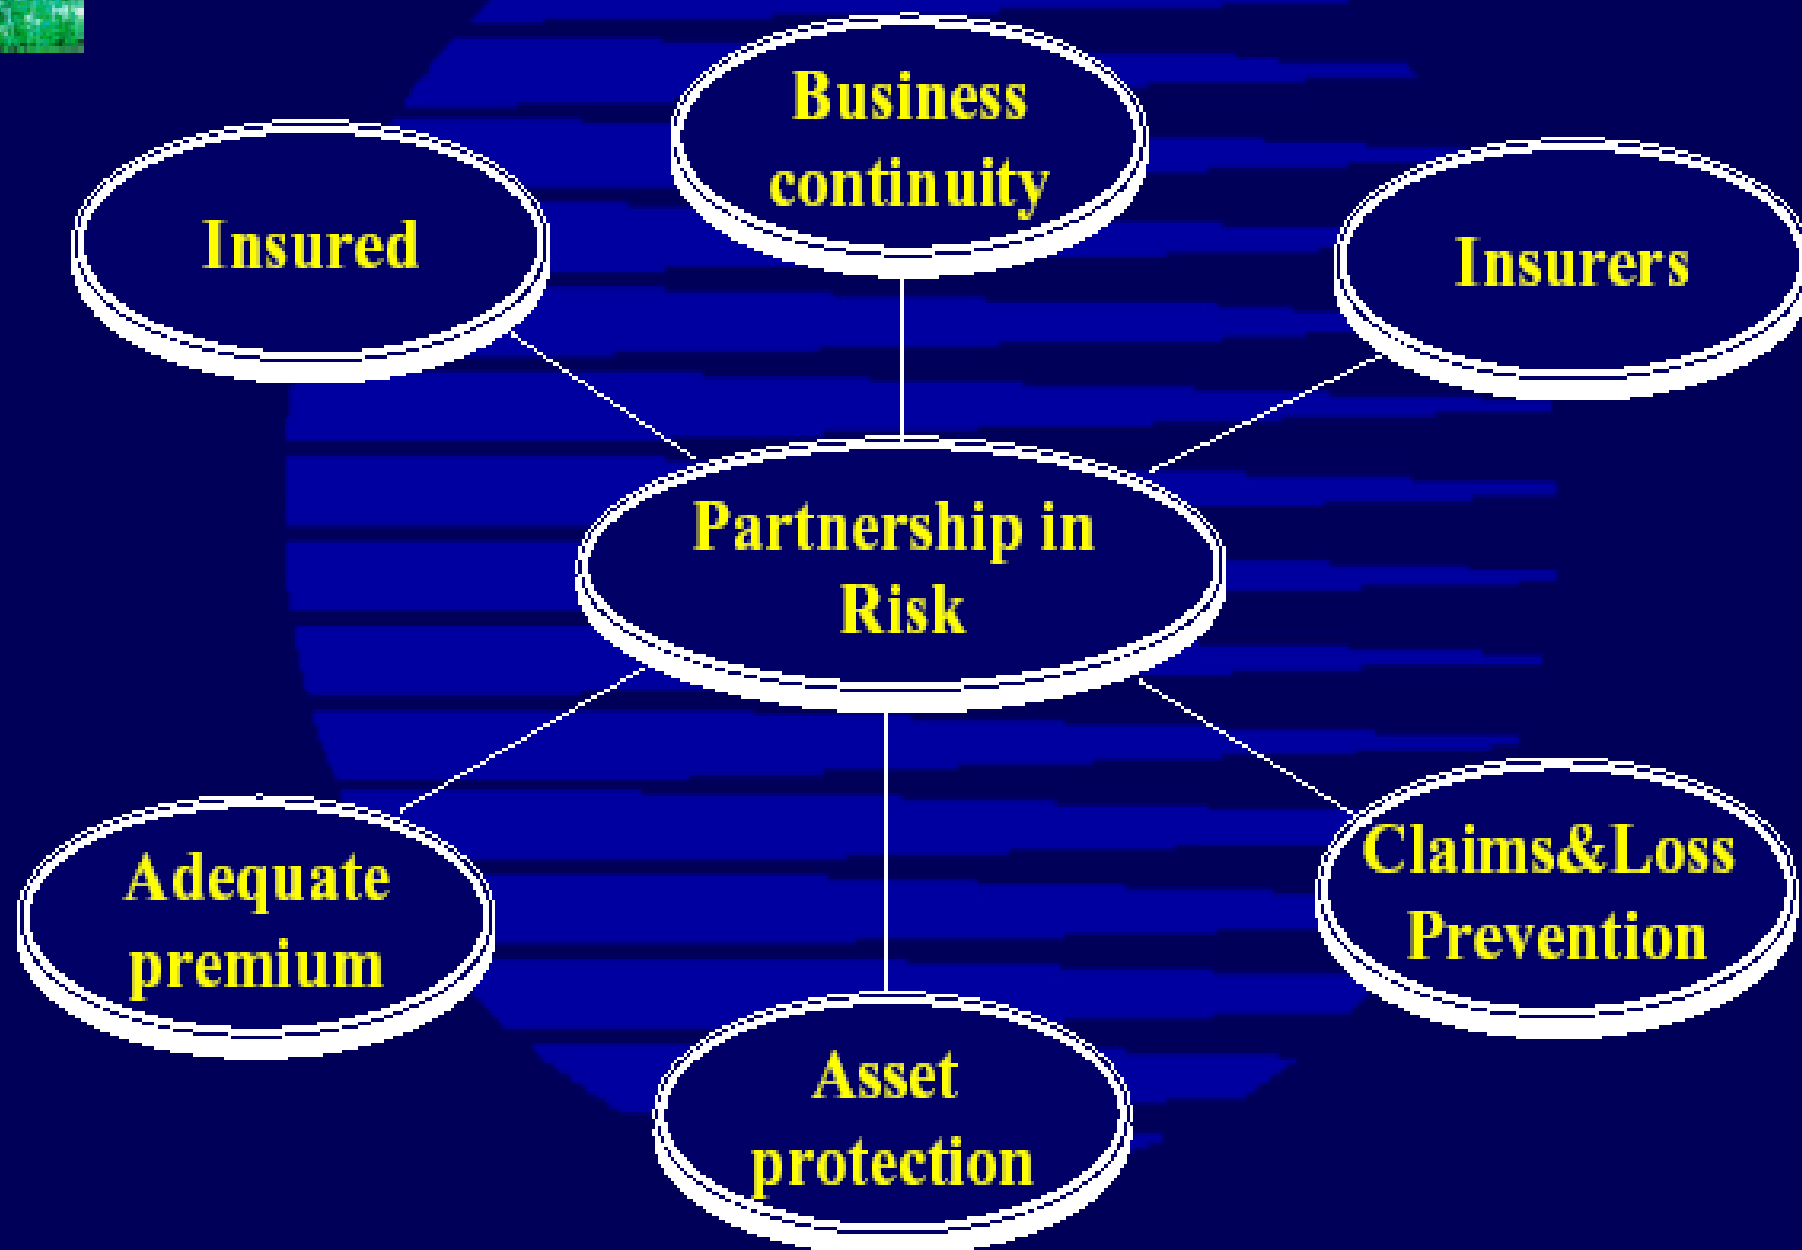 Business
continuity
Insured
Insurers
Partnership in
Risk
Adequate
premium
Claims&Loss
Prevention
Asset
protection